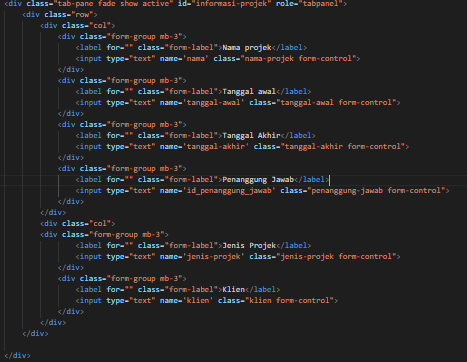 <div class="tab-pane fade show active" id="informasi-projek" role="tabpanel">
<div class="row">
<div class="col">
<div class="form-group mb-3">
<label for="" class="form-label">Nama projek</label>
<input type="text" name='nama' class="nama-projek form-control">
</div>
<div class="form-group mb-3">
<label for="" class="form-label">Tanggal awal</label>
<input type="text" name='tanggal-awal' class="tanggal-awal form-control">
</div>
<div class="form-group mb-3">
<label for="" class="form-label">Tanggal Akhir</label>
<input type="text" name='tanggal-akhir' class="tanggal-akhir form-control">
</div>
<div class="form-group mb-3">
<label for="" class="form-label">Penanggung Jawab</label>
<input type="text" name='id_penanggung_jawab' class="penanggung-jawab form-control">
</div>
</div>
<div class="col">
<div class="form-group mb-3">
<label for="" class="form-label">Jenis Projek</label>
<input type="text" name='jenis-projek' class="jenis-projek form-control">
</div>
<div class="form-group mb-3">
<label for="" class="form-label">Klien</label>
<input type="text" name='klien' class="klien form-control">
</div>
</div>
</div>
</div>